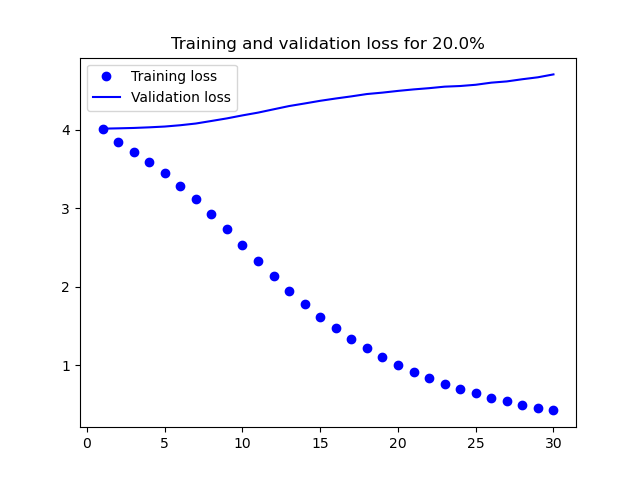 Training and validation loss for 20.0%
Training loss
Validation loss
4
3
2
1
0 5 10 15 20 25 30